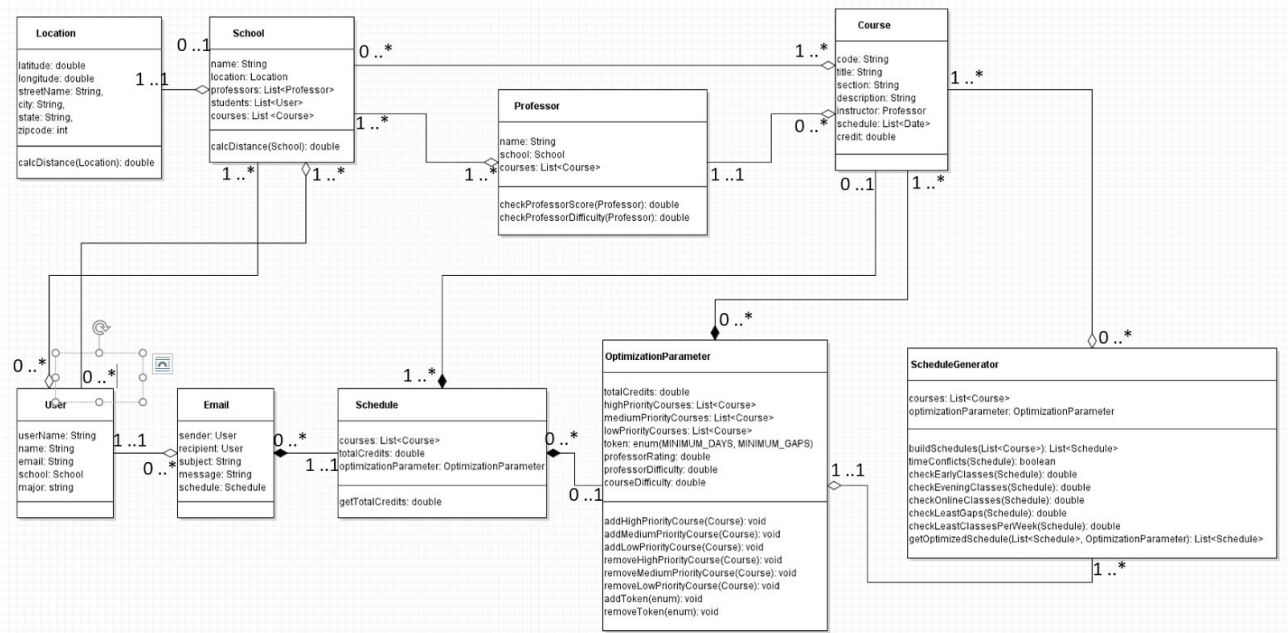 Location
latitude: double
longitude: double
streetName: String,
city: String,
state: String,
zipcode: int
calcDistance(Location): double
1 ..1
0 ..1
School
name: String
location: Location
professors: List<Professor>
students: List<User>
courses: List <Course>
calcDistance(School): double
0 ..*
1 ..*
1 ..*
1 ..*
1 ..*
Professor
name: String
school: School
courses: List<Course>
checkProfessorScore(Professor): double
checkProfessorDifficulty(Professor): double
1 ..*
1 ..1
1 ..*
0 ..*
Course
code: String
title: String
section: String
description: String
instructor: Professor
schedule: List<Date>
credit: double
1 ..*
0 ..1
1 ..*
0 ..*
0 ..*
User
userName: String
name: String
email: String
school: School
major: string
1 ..1
0 ..*
Email
sender: User
recipient: User
subject: String
message: String
schedule: Schedule
0 ..*
1 ..1
1 ..*
Schedule
courses: List<Course>
totalCredits: double
optimizationParameter: OptimizationParameter
getTotalCredits: double
0 ..*
0 ..1
0 ..*
OptimizationParameter
totalCredits: double
highPriorityCourses: List<Course>
mediumPriorityCourses: List<Course>
lowPriorityCourses: List<Course>
token: enum(MINIMUM_DAYS, MINIMUM_GAPS)
professorRating: double
professorDifficulty: double
courseDifficulty: double
addHighPriorityCourse(Course): void
addMediumPriorityCourse(Course): void
addLowPriorityCourse(Course): void
removeHighPriorityCourse(Course): void
removeMediumPriorityCourse(Course): void
removeLowPriorityCourse(Course): void
addToken(enum): void
removeToken(enum): void
1 ..1
0 ..*
ScheduleGenerator
courses: List<Course>
optimizationParameter: OptimizationParameter
buildSchedules(List<Course>): List<Schedule>
timeConflicts(Schedule): boolean
checkEarlyClasses(Schedule): double
checkEveningClasses(Schedule): double
checkOnlineClasses(Schedule): double
checkLeastGaps(Schedule): double
checkLeastClassesPerWeek(Schedule): double
getOptimizedSchedule(List<Schedule>, OptimizationParameter): List<Schedule>
1 ..*